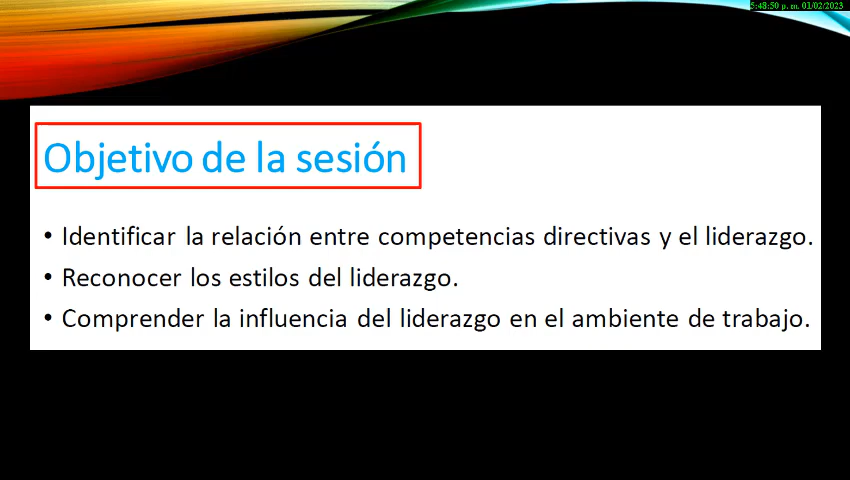 5:48:50 p. m. 01/02/2023
Objetivo de la sesión
• Identificar la relación entre competencias directivas y el liderazgo.
• Reconocer los estilos del liderazgo.
• Comprender la influencia del liderazgo en el ambiente de trabajo.